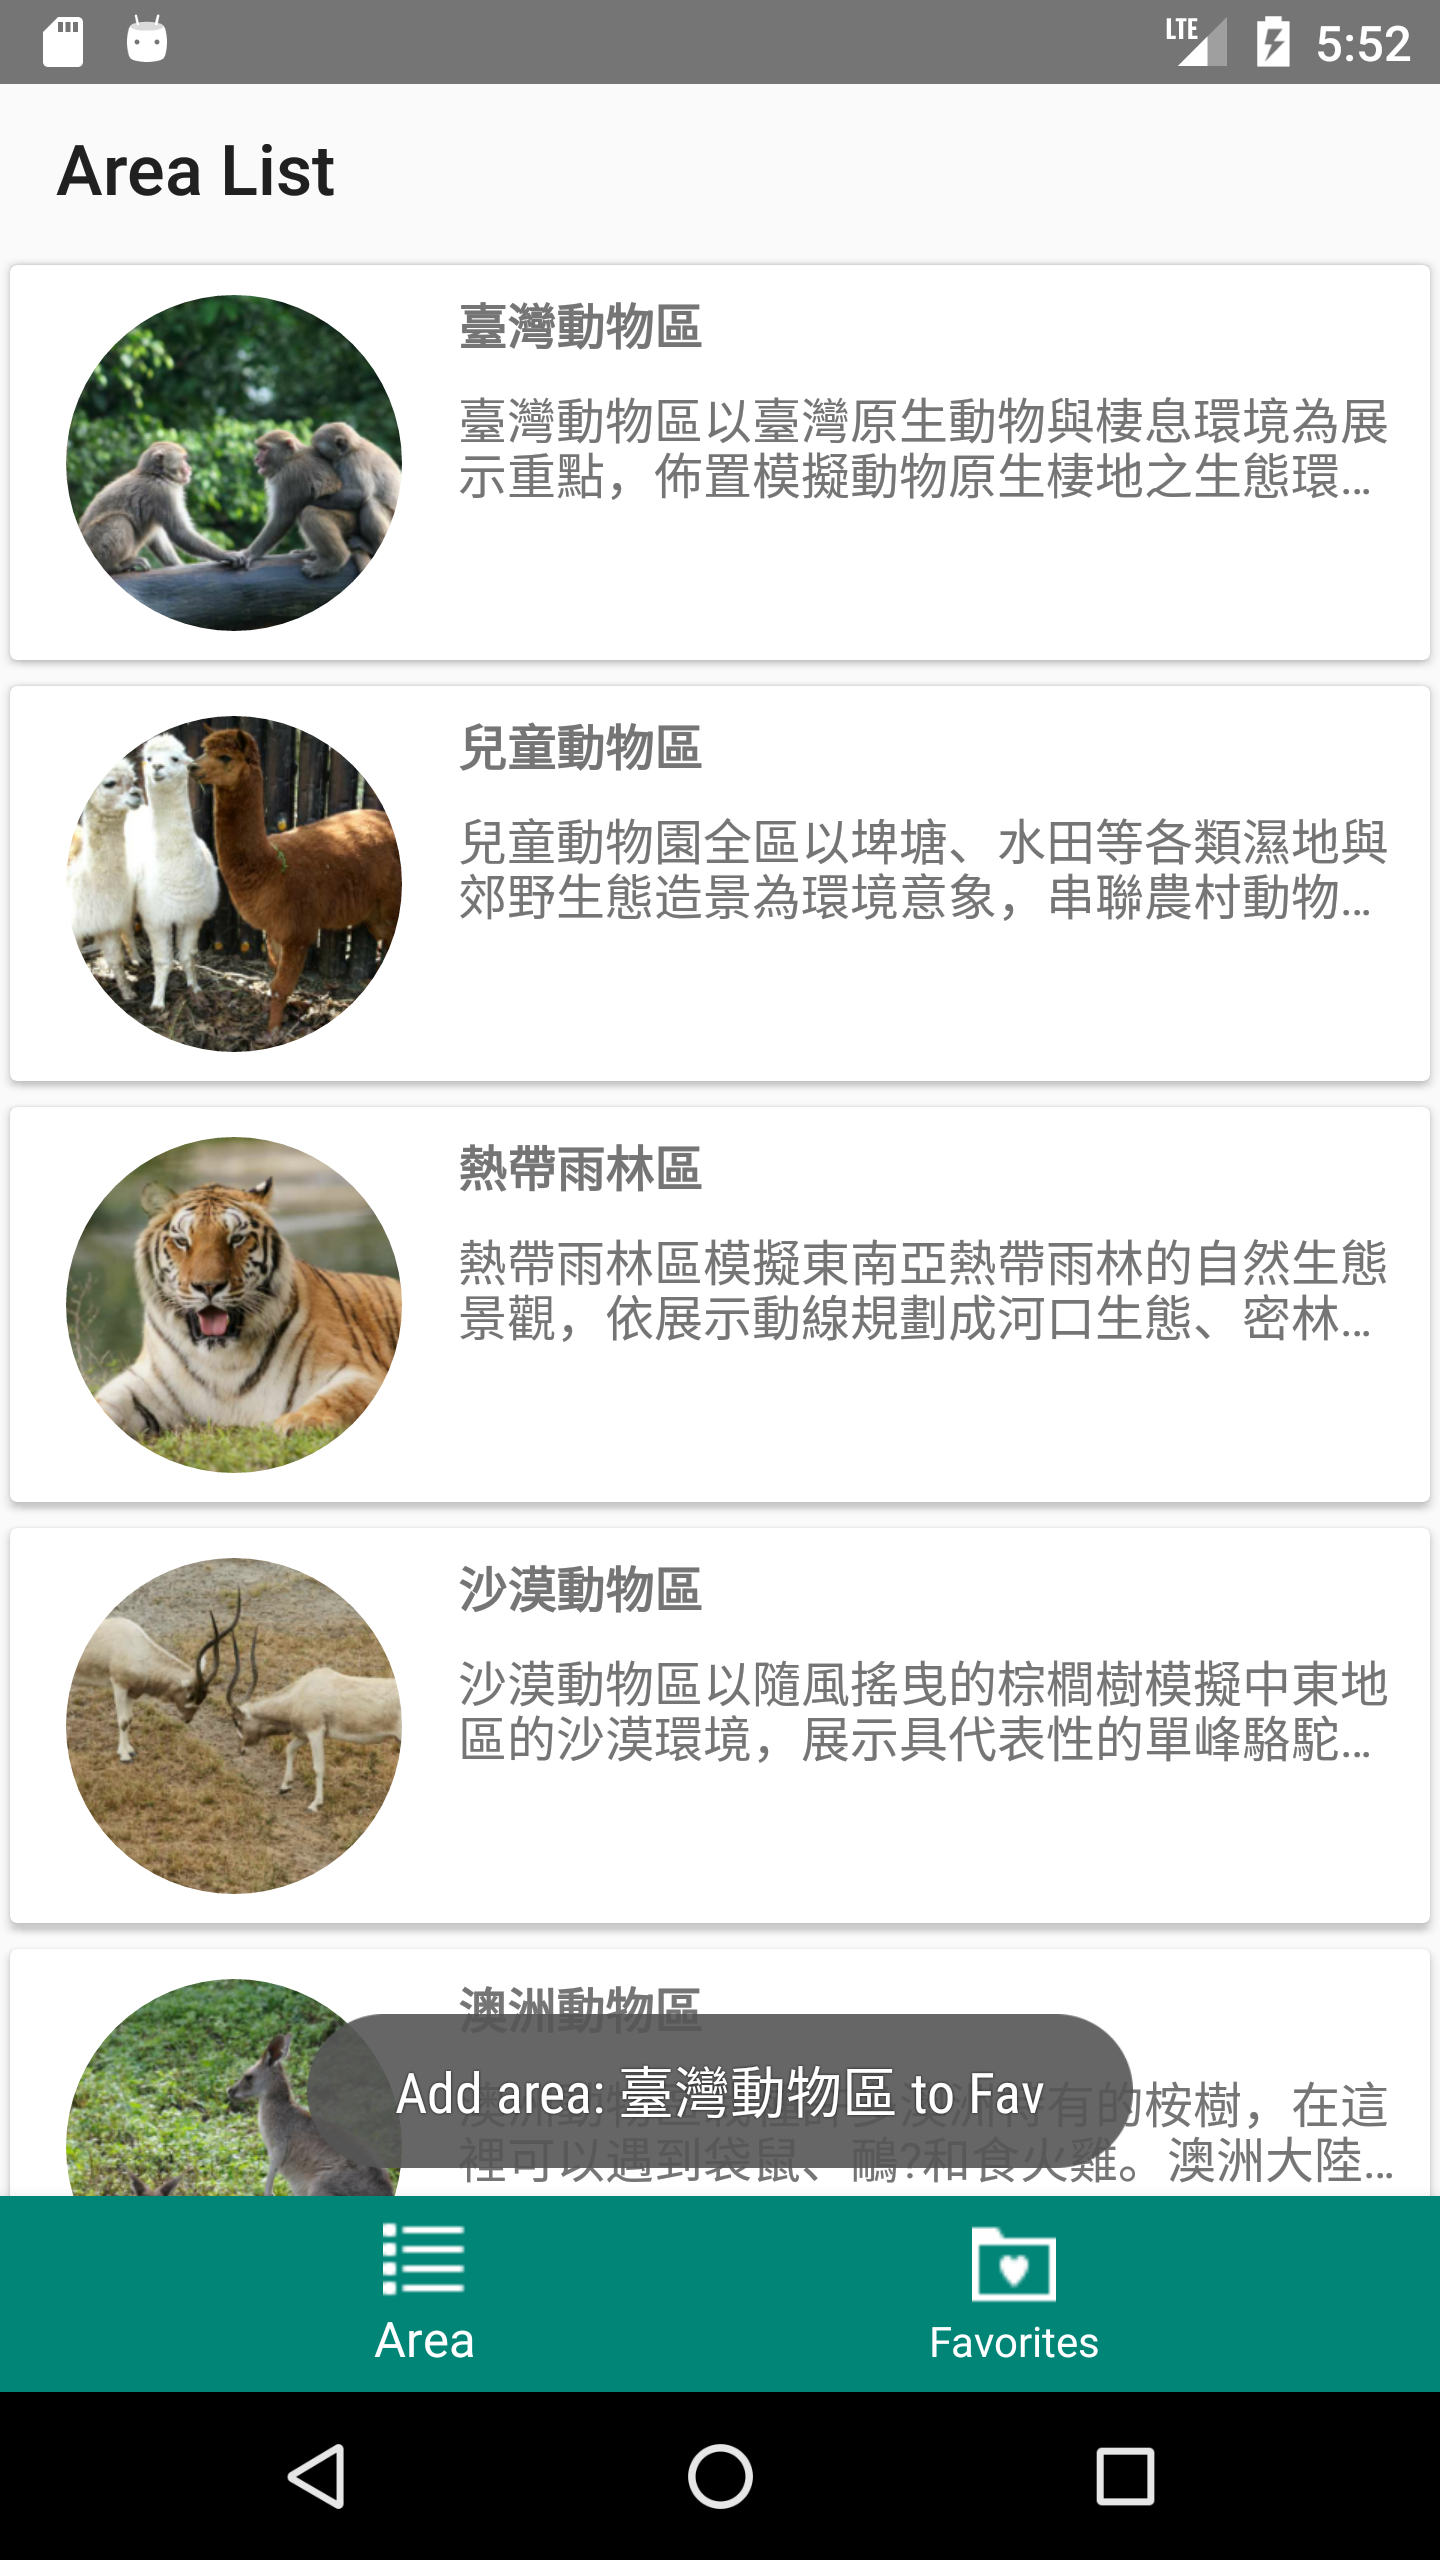 LTE 5:52
Area List
臺灣動物區
臺灣動物區以臺灣原生動物與棲息環境為展
示重點，佈置模擬動物原生棲地之生態環...
兒童動物區
兒童動物園全區以埤塘、水田等各類濕地與
郊野生態造景為環境意象，串聯農村動物...
熱帶雨林區
熱帶雨林區模擬東南亞熱帶雨林的自然生態
景觀，依展示動線規劃成河口生態、密林...
沙漠動物區
沙漠動物區以隨風搖曳的棕櫚樹模擬中東地
區的沙漠環境，展示具代表性的單峰駱駝...
澳洲動物區
有的桉樹，在這
裡可以遇到袋鼠、鴯?和食火雞。澳洲大陸...
Add area: 臺灣動物區 to Fav
Area
Favorites